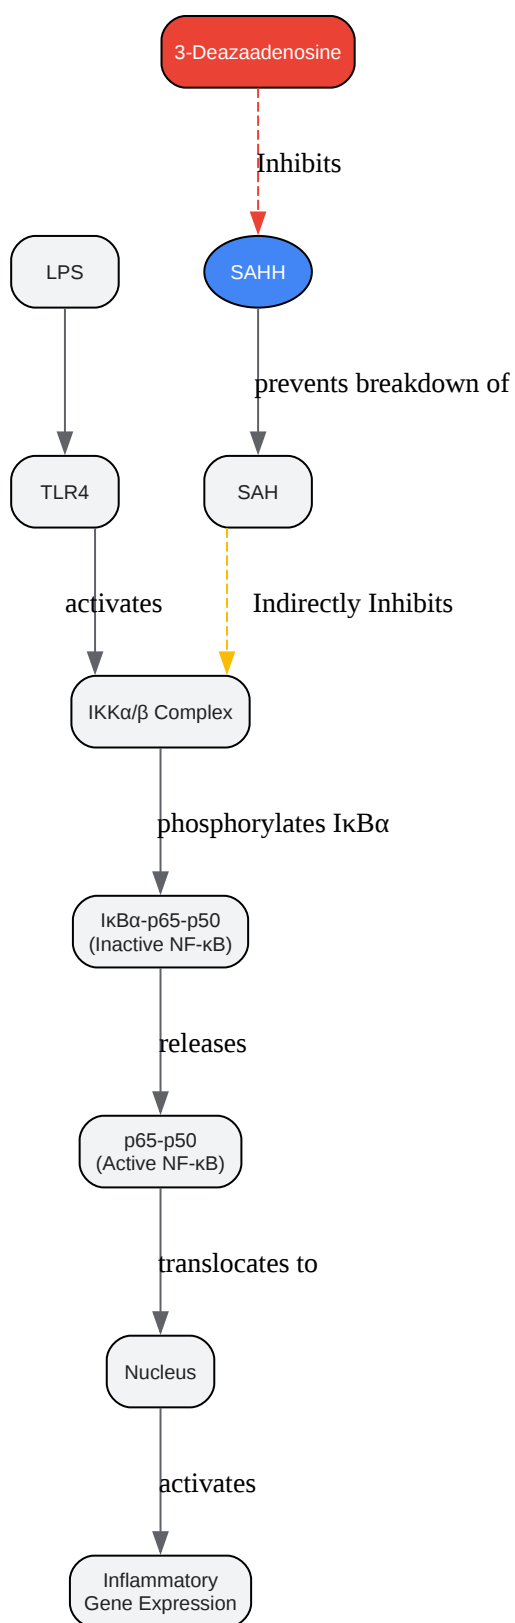 3-Deazaadenosine
Inhibits
LPS
SAHH
prevents breakdown of
TLR4
SAH
activates
Indirectly Inhibits
IKKα/β Complex
phosphorylates IκBα
IκBα-p65-p50
(Inactive NF-κB)
releases
p65-p50
(Active NF-κB)
translocates to
Nucleus
activates
Inflammatory
Gene Expression